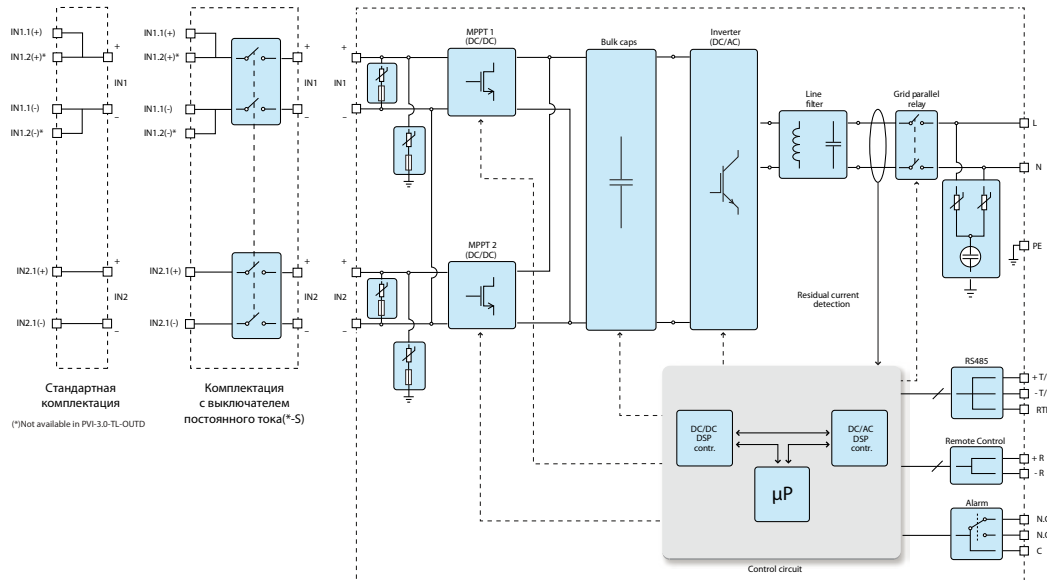 MPPT 1
(DC/DC)
Bulk caps
Inverter
(DC/AC)
IN1.1(+)
IN1.2(+)*
+
IN1
IN1.1(-)
IN1.2(-)*
–
IN1.1(+)
IN1.2(+)*
+
IN1
IN1.1(-)
IN1.2(-)*
–
+
IN1
–
Line
filter
Grid parallel
relay
L
N
PE
MPPT 2
(DC/DC)
IN2.1(+)
+
IN2
IN2.1(-)
–
IN2.1(+)
+
IN2
IN2.1(-)
–
+
IN2
–
Residual current
detection
Стандартная
комплектация
(*)Not available in PVI-3.0-TL-OUTD
Комплектация
с выключателем
постоянного тока(*-S)
DC/DC
DSP
contr.
DC/AC
DSP
contr.
μP
Control circuit
RS485
+ T/
- T/
Remote Control
+ R
- R
Alarm
C